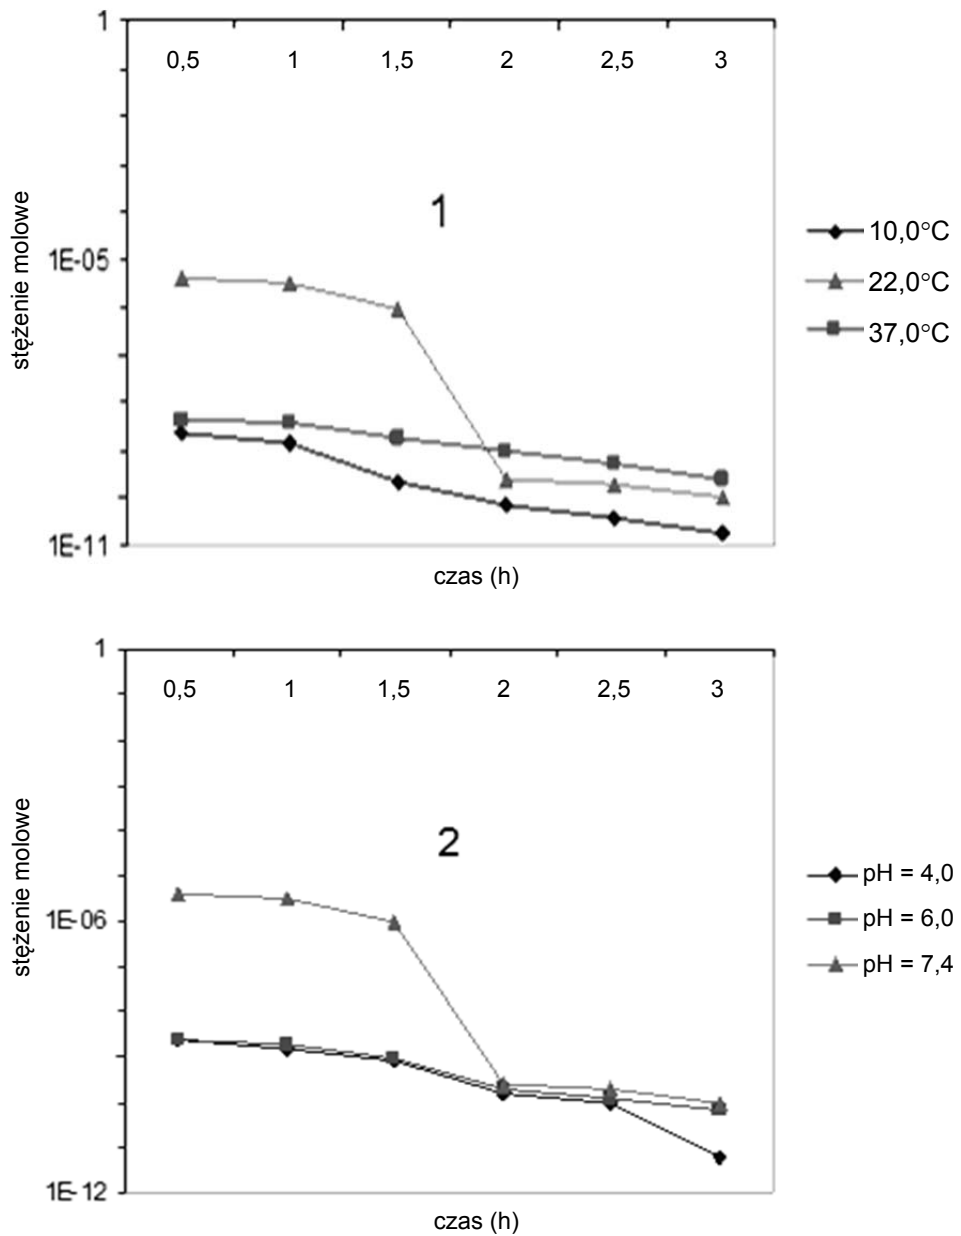 1
0,5 1 1,5 2 2,5 3
1
stężenie molowe
1E-05
10,0°C
22,0°C
37,0°C
1E-11
czas (h)
1
0,5 1 1,5 2 2,5 3
2
stężenie molowe
1E-06
pH = 4,0
pH = 6,0
pH = 7,4
1E-12
czas (h)